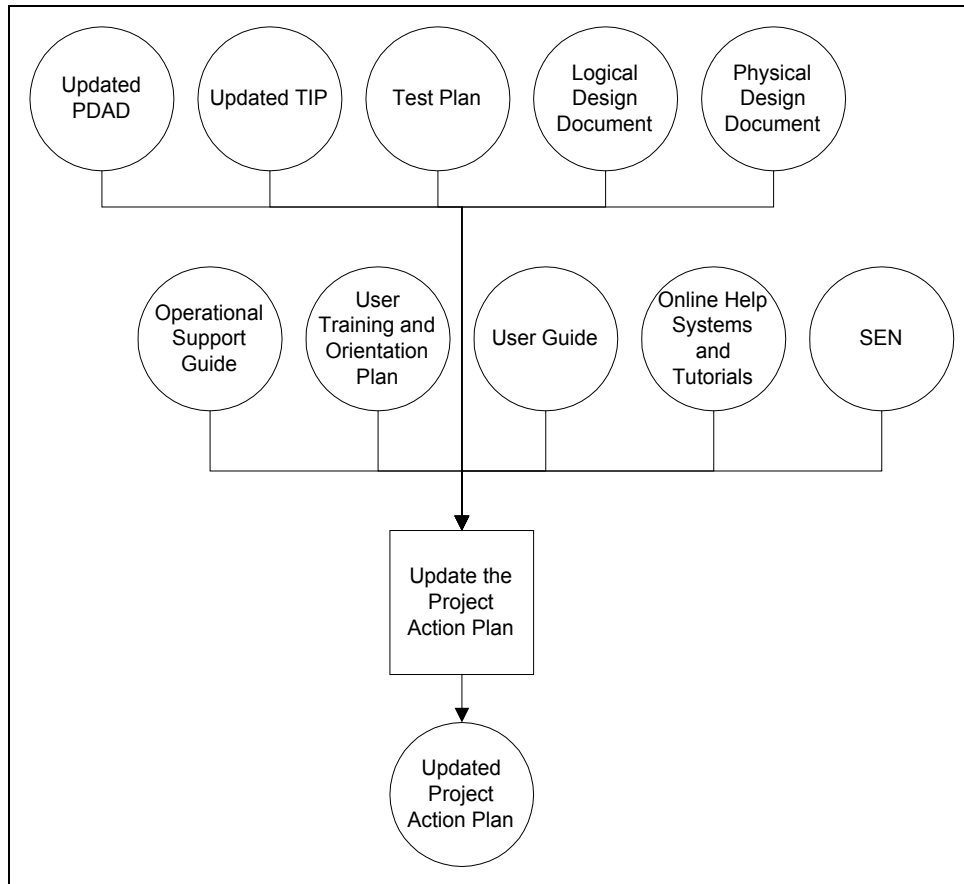 Updated
PDAD
Updated TIP
Test Plan
Logical
Design
Document
Physical
Design
Document
Operational
Support
Guide
User
Training and
Orientation
Plan
User Guide
Online Help
Systems
and
Tutorials
SEN
Update the
Project
Action Plan
Updated
Project
Action Plan